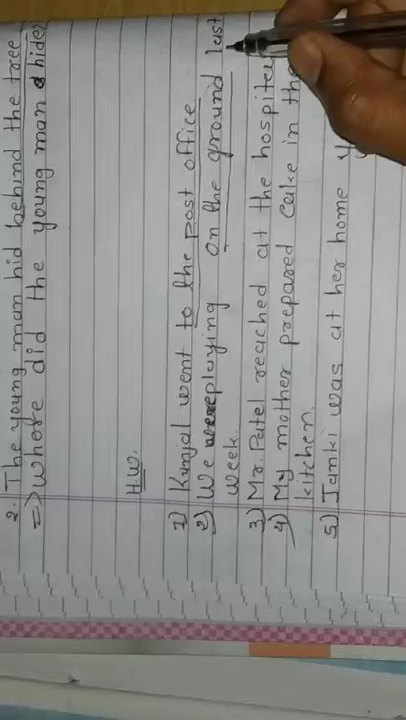 2. The young man hid behind the tree
=> Where did the young man hide?
H.W.
1) Kunjal went to the post office
2) We were playing on the ground last
week.
3) Mr. Patel reached at the hospital
4) My mother prepared cake in the
kitchen.
5) Janki was at her home